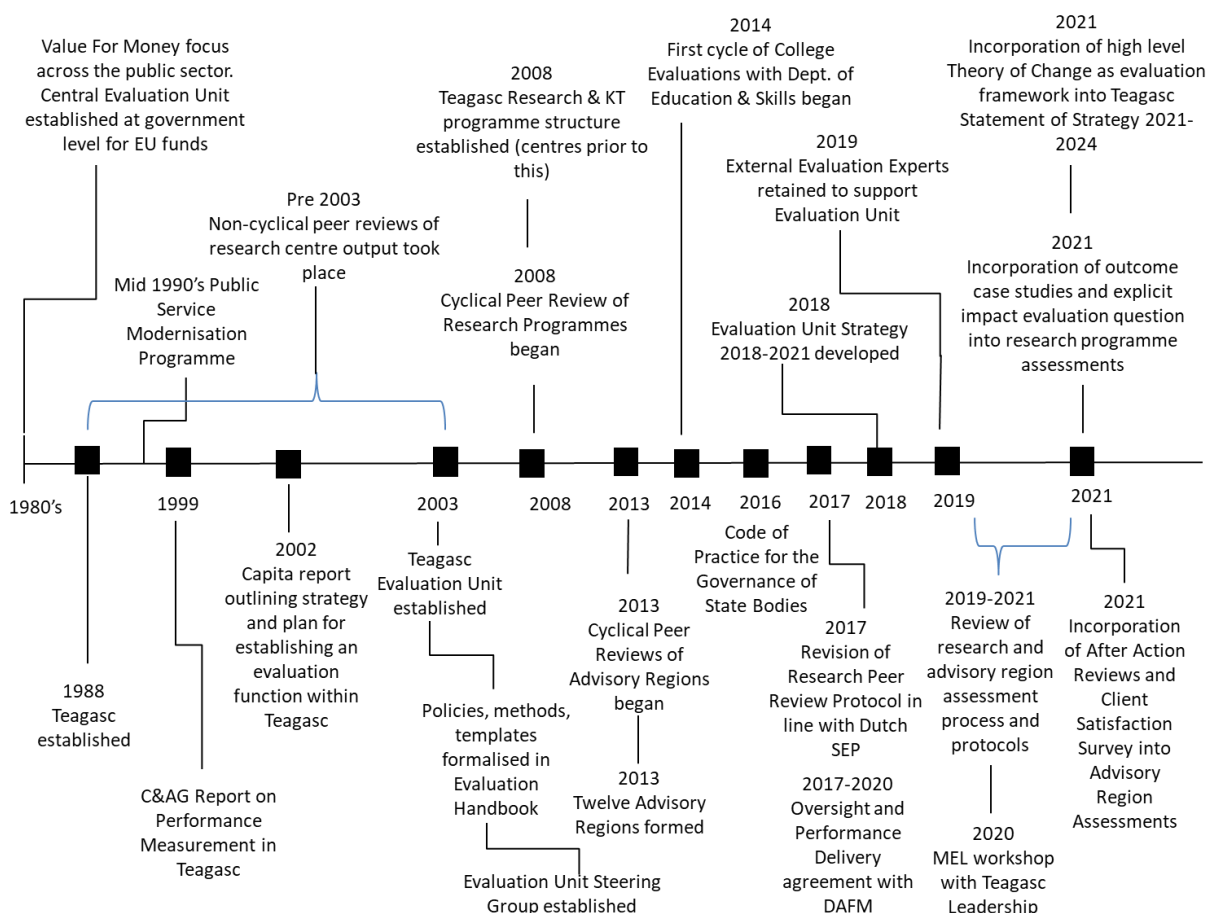 Value For Money focus
across the public sector.
Central Evaluation Unit
established at government
level for EU funds
Pre 2003
Non-cyclical peer reviews of
research centre output took
place
Mid 1990’s Public
Service
Modernisation
Programme
2008
Teagasc Research & KT
programme structure
established (centres prior to
this)
2008
Cyclical Peer Review of
Research Programmes
began
2014
First cycle of College
Evaluations with Dept. of
Education & Skills began
2019
External Evaluation Experts
retained to support
Evaluation Unit
2018
Evaluation Unit Strategy
2018-2021 developed
2021
Incorporation of high level
Theory of Change as evaluation
framework into Teagasc
Statement of Strategy 2021-
2024
2021
Incorporation of outcome
case studies and explicit
impact evaluation question
into research programme
assessments
1980’s
1999
2003
2008
2013
2014
2016
2017
2018
2019
2021
1988
Teagasc
established
C&AG Report on
Performance
Measurement in
Teagasc
2002
Capita report
outlining strategy
and plan for
establishing an
evaluation
function within
Teagasc
Teagasc
Evaluation Unit
established
Policies, methods,
templates
formalised in
Evaluation
Handbook
Evaluation Unit Steering
Group established
2013
Cyclical Peer
Reviews of
Advisory Regions
began
2013
Twelve Advisory
Regions formed
Code of
Practice for the
Governance of
State Bodies
2017
Revision of
Research Peer
Review Protocol in
line with Dutch
SEP
2017-2020
Oversight and
Performance
Delivery
agreement with
DAFM
2019-2021
Review of
research and
advisory region
assessment
process and
protocols
2020
MEL workshop
with Teagasc
Leadership
2021
Incorporation
of After Action
Reviews and
Client
Satisfaction
Survey into
Advisory
Region
Assessments